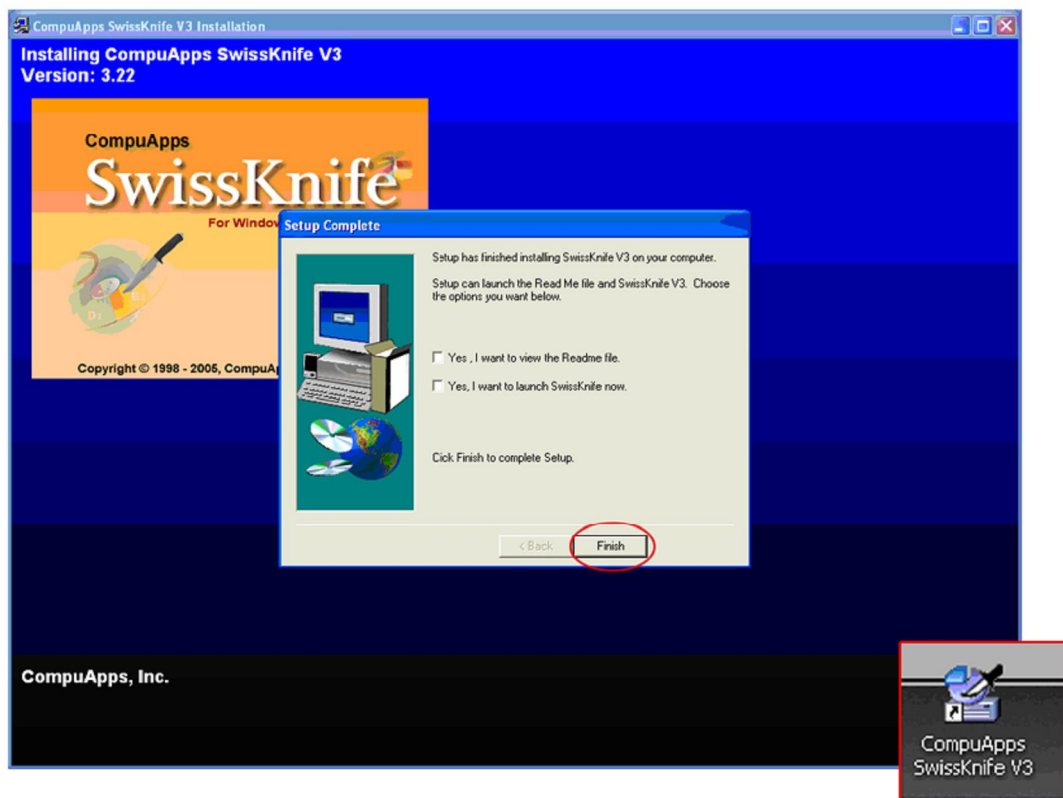 CompuApps SwissKnife V3 Installation
Installing CompuApps SwissKnife V3
Version: 3.22
CompuApps
SwissKnife
For Window
D:
E:
Copyright © 1998 - 2005, CompuAp
Setup Complete
Setup has finished installing SwissKnife V3 on your computer.
Setup can launch the Read Me file and SwissKnife V3. Choose
the options you want below.
Yes , I want to view the Readme file.
Yes, I want to launch SwissKnife now.
Cick Finish to complete Setup.
< Back
Finish
CompuApps, Inc.
CompuApps
SwissKnife V3